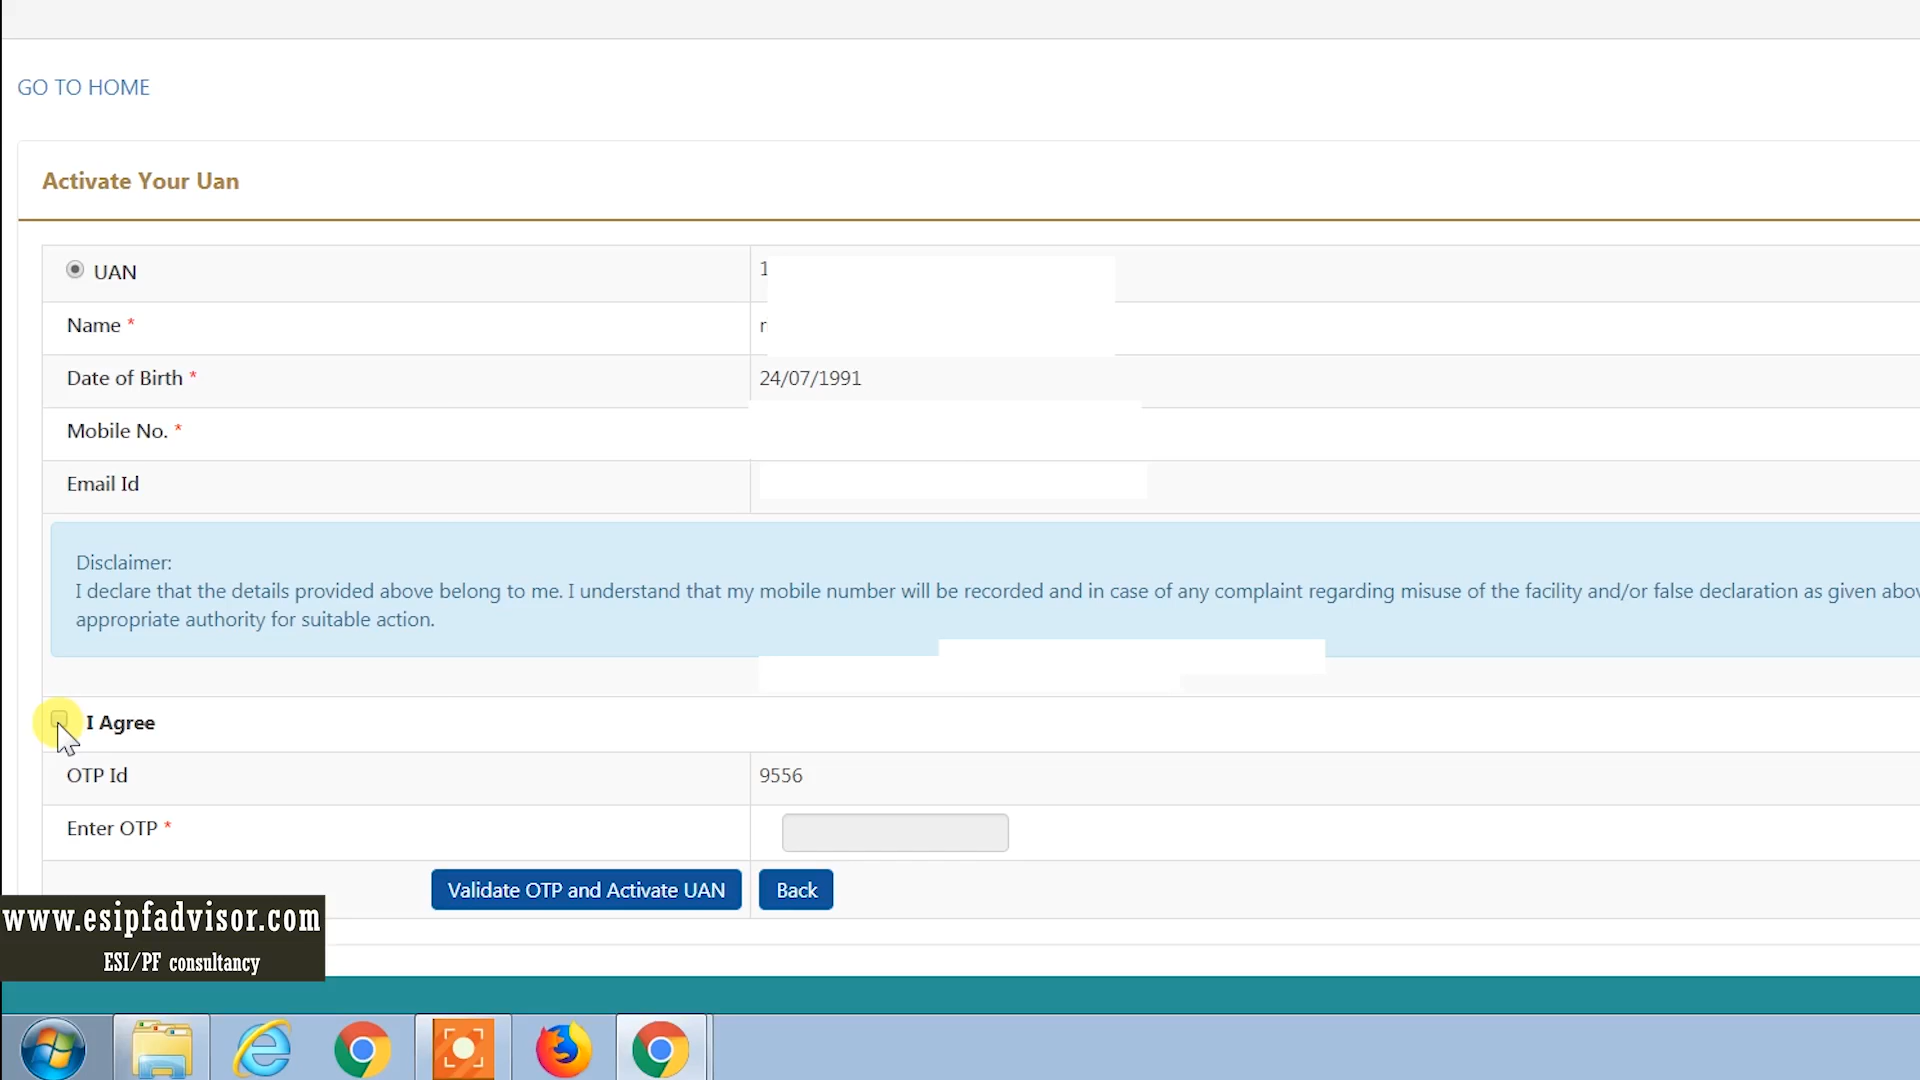 GO TO HOME
Activate Your Uan
UAN 1
Name * r
Date of Birth * 24/07/1991
Mobile No. *
Email Id
Disclaimer:
I declare that the details provided above belong to me. I understand that my mobile number will be recorded and in case of any complaint regarding misuse of the facility and/or false declaration as given abov
appropriate authority for suitable action.
I Agree
OTP Id 9556
Enter OTP *
Validate OTP and Activate UAN Back
www.esipfadvisor.com
ESI/PF consultancy